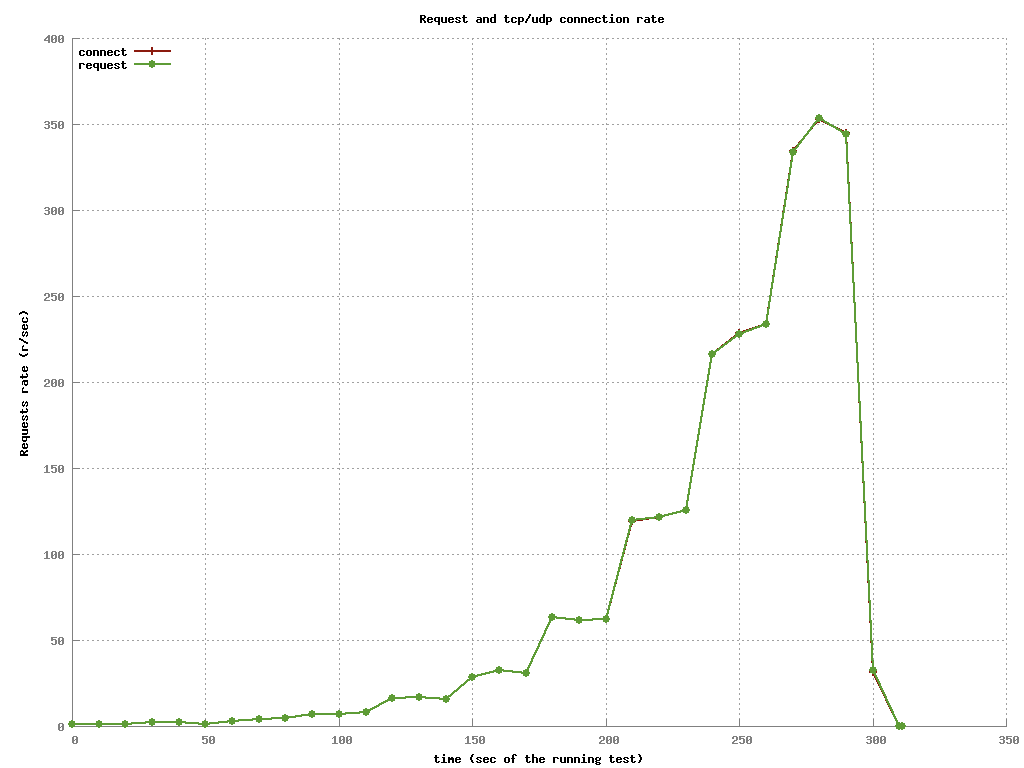 Request and tcp/udp connection rate
connect
request
400
350
300
250
200
150
100
50
0
Requests rate (r/sec)
0 50 100 150 200 250 300 350
time (sec of the running test)